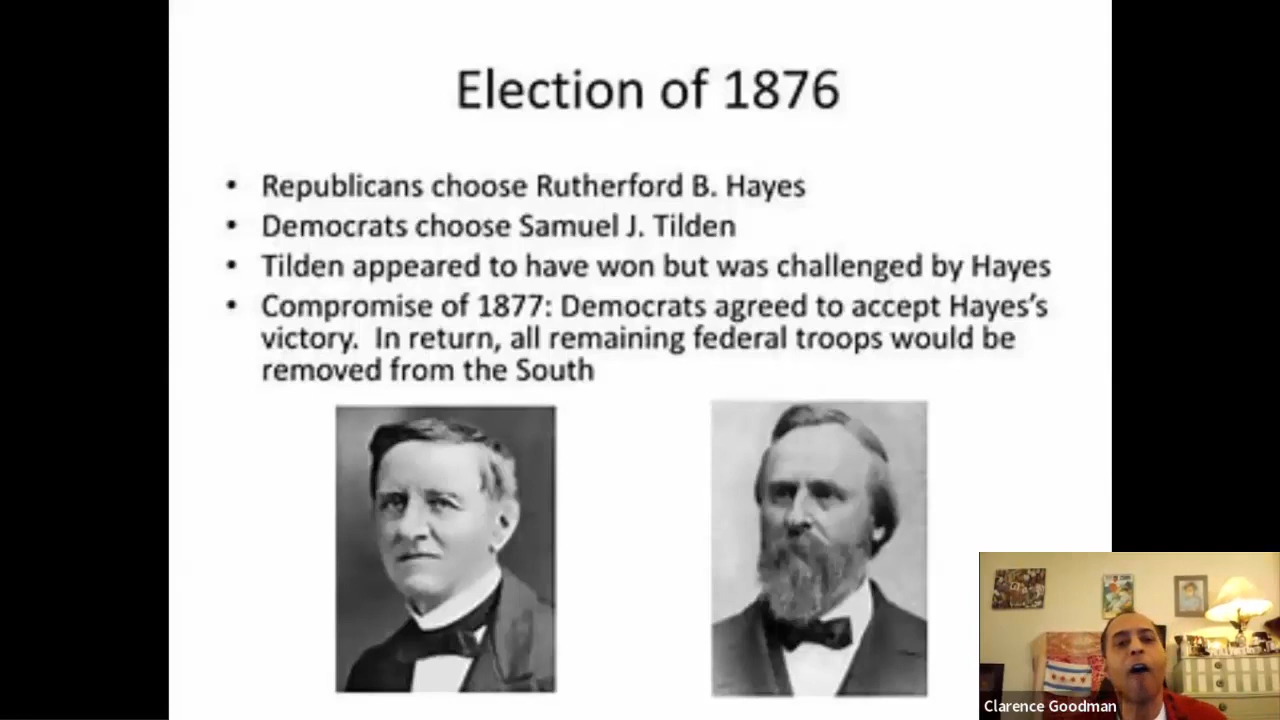 Election of 1876
• Republicans choose Rutherford B. Hayes
• Democrats choose Samuel J. Tilden
• Tilden appeared to have won but was challenged by Hayes
• Compromise of 1877: Democrats agreed to accept Hayes’s
victory.  In return, all remaining federal troops would be
removed from the South
Clarence Goodman